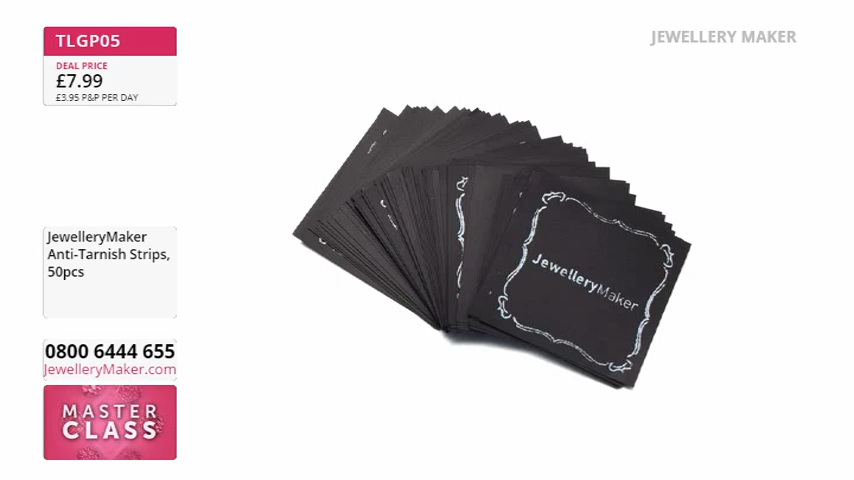 TLGP05
DEAL PRICE
£7.99
£3.95 P&P PER DAY
JEWELLERY MAKER
JewelleryMaker
Anti-Tarnish Strips,
50pcs
JewelleryMaker
0800 6444 655
JewelleryMaker.com
MASTER
CLASS